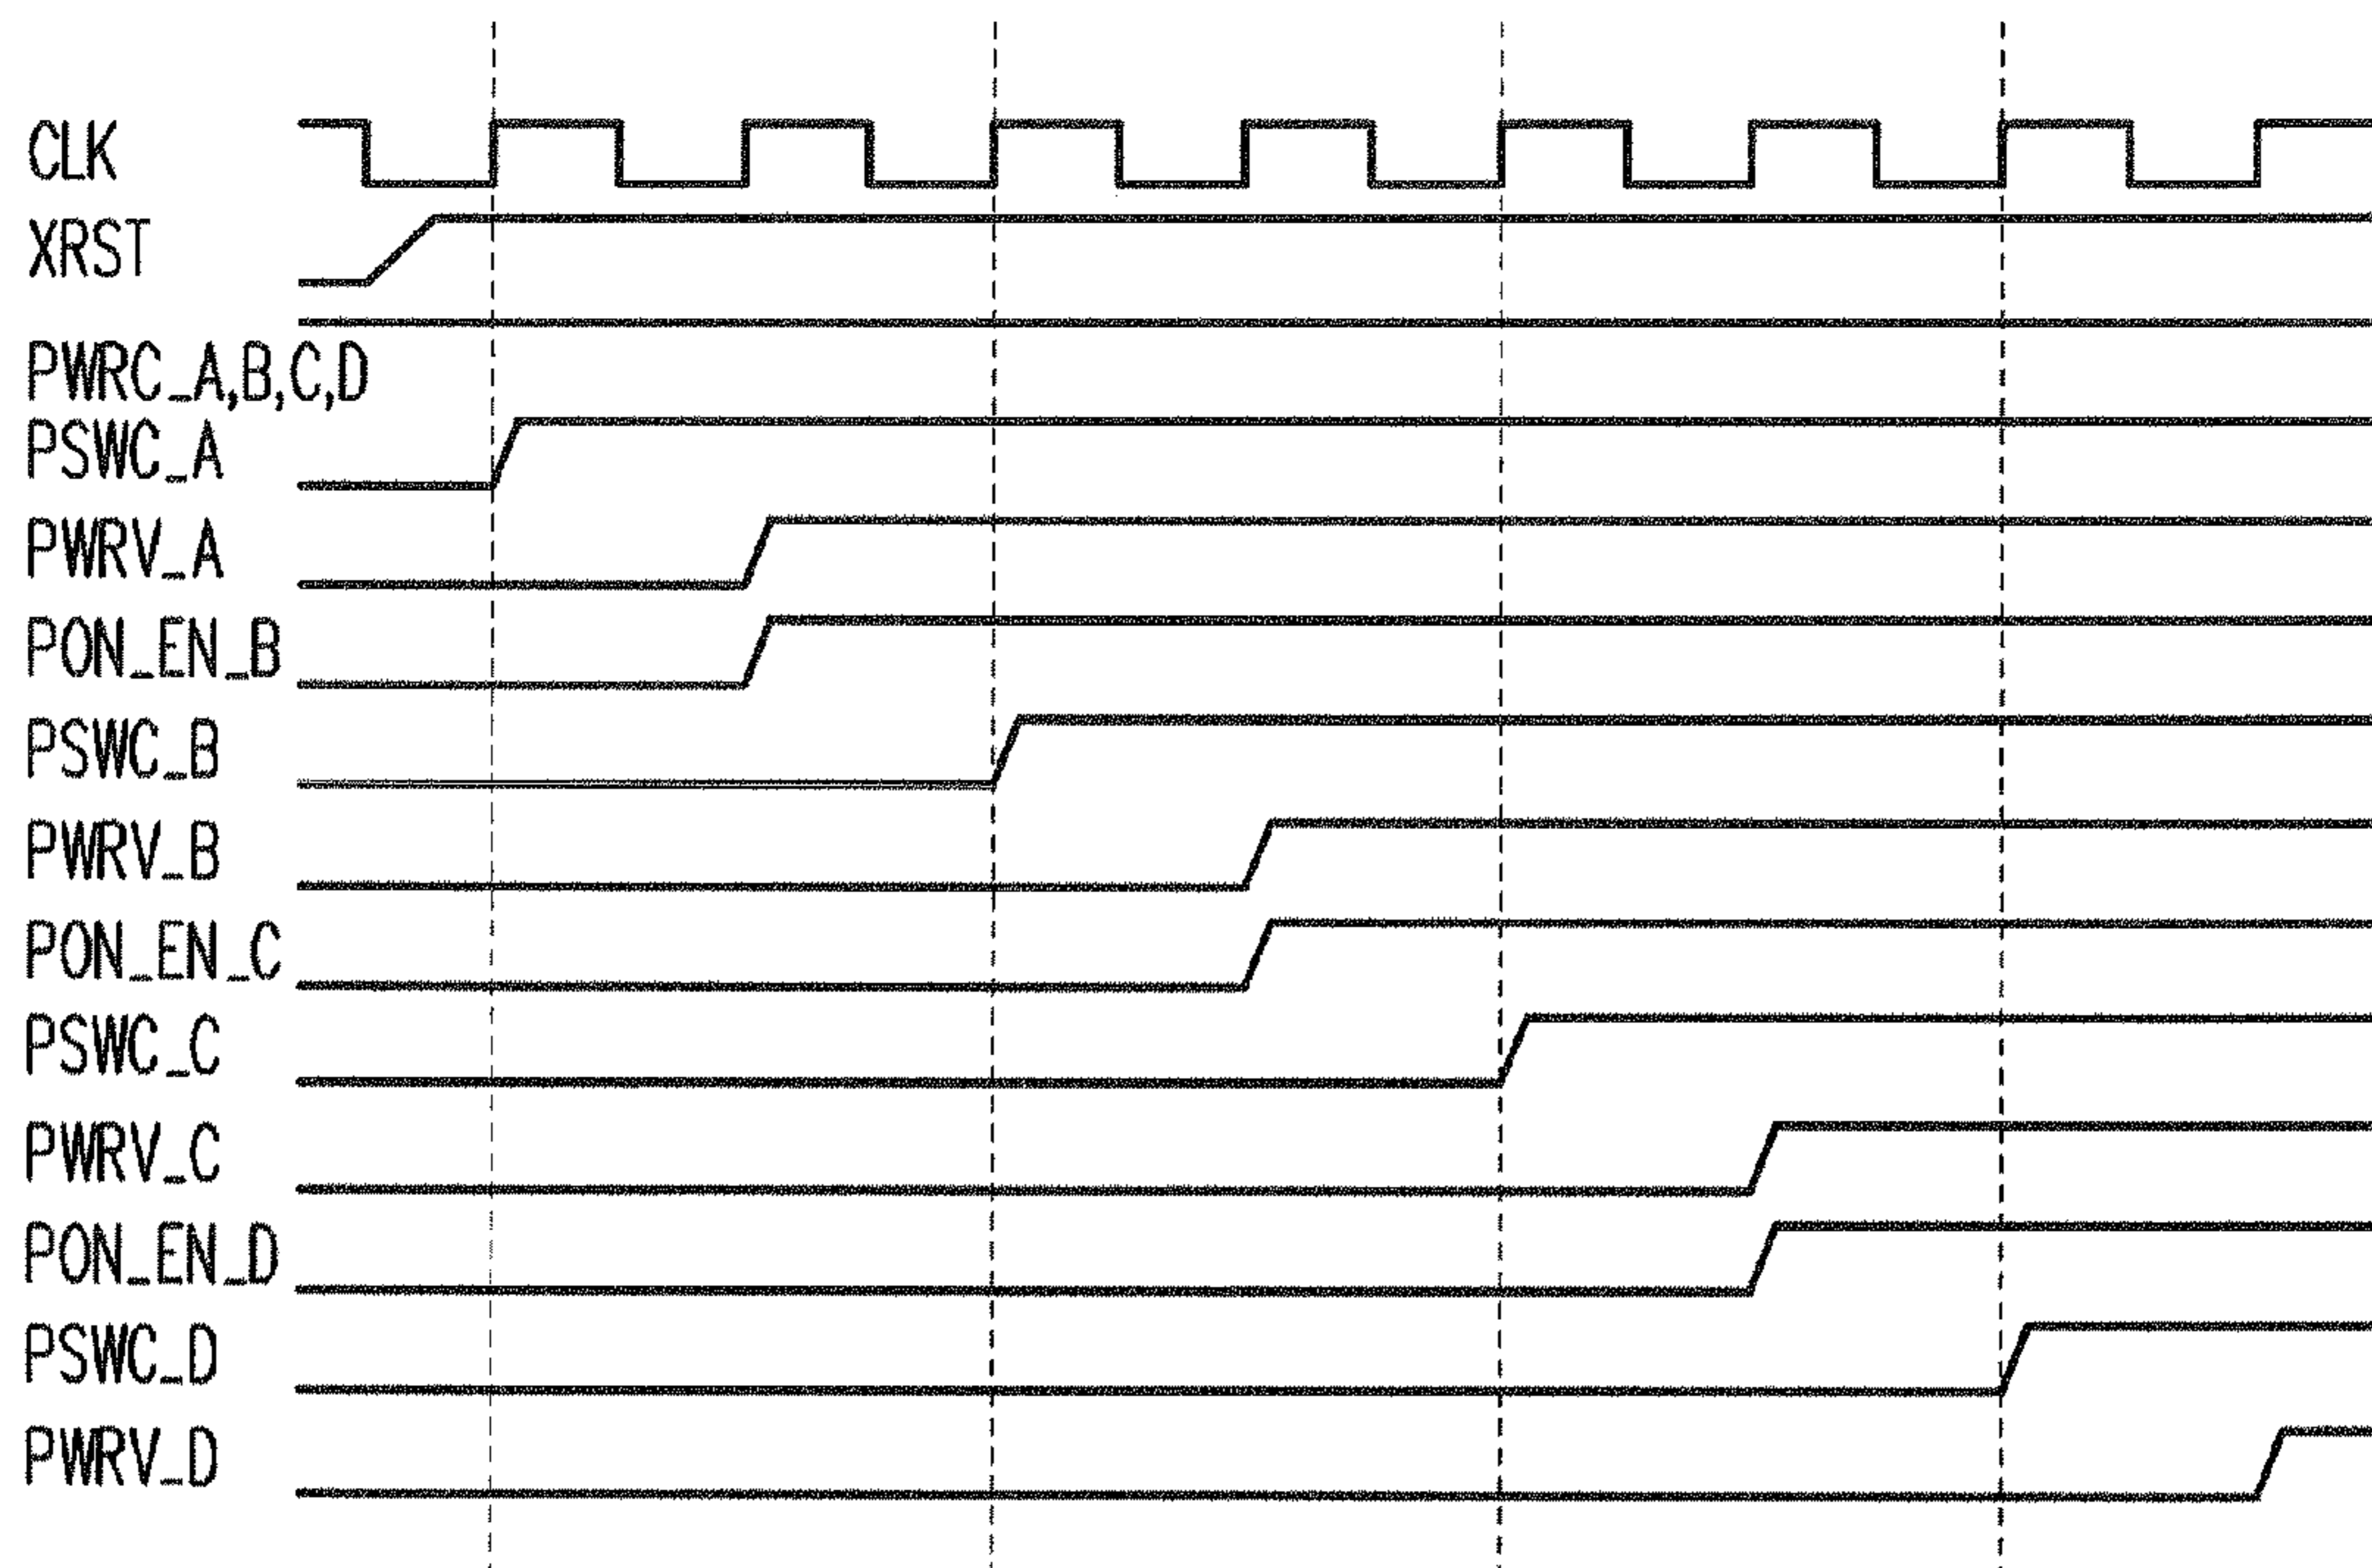 CLK
XRST
PWRC_A,B,C,D
PSWC_A
PWRV_A
PON_EN_B
PSWC_B
PWRV_B
PON_EN_C
PSWC_C
PWRV_C
PON_EN_D
PSWC_D
PWRV_D